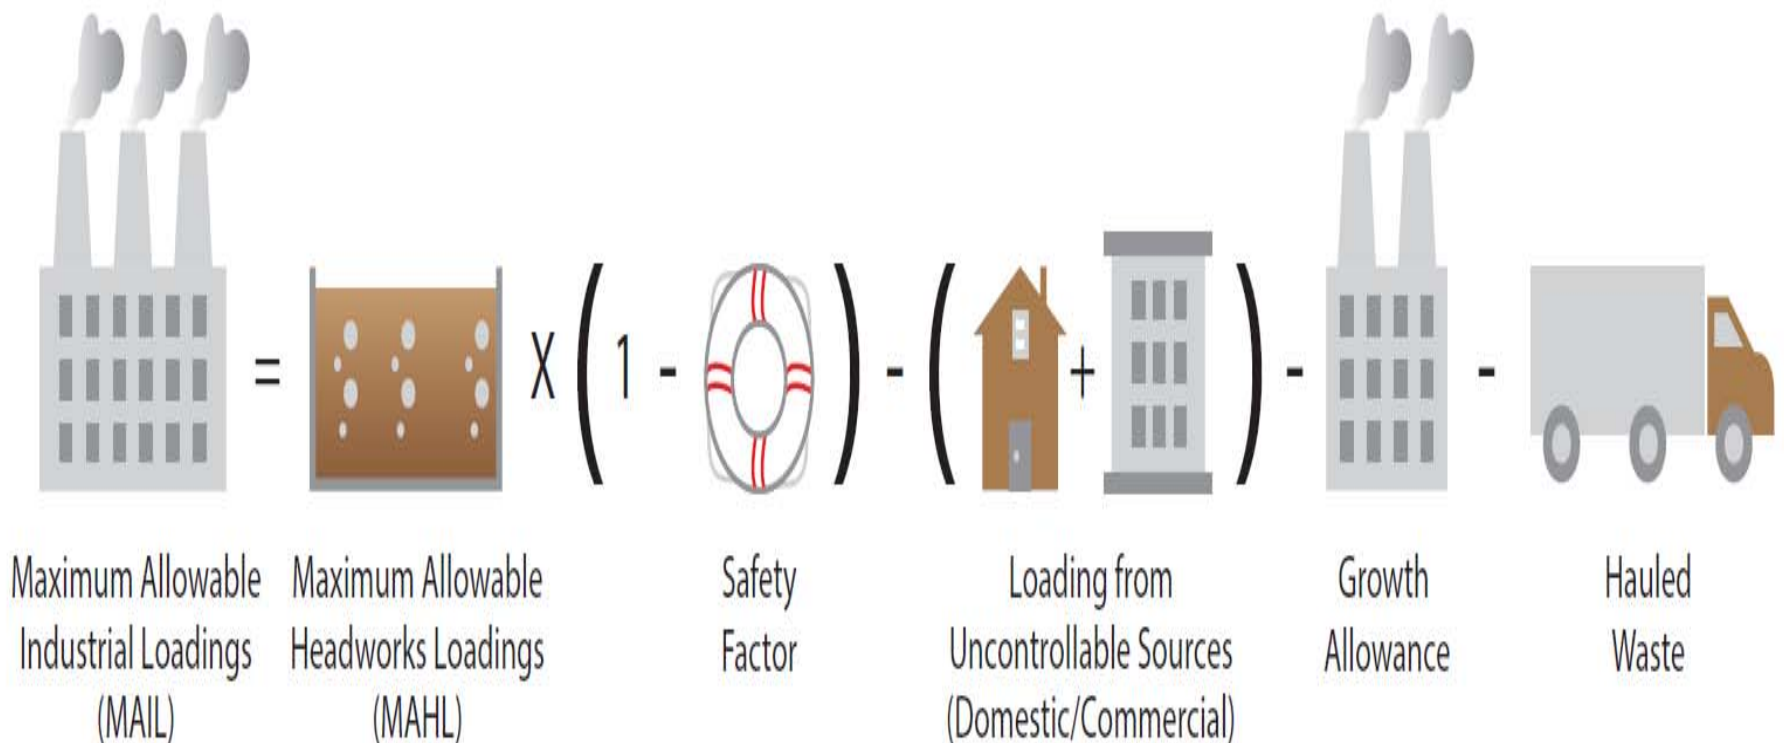 = X ( 1 - ) - ( + ) - -
Maximum Allowable
Industrial Loadings
(MAIL)
Maximum Allowable
Headworks Loadings
(MAHL)
Safety
Factor
Loading from
Uncontrollable Sources
(Domestic/Commercial)
Growth
Allowance
Hauled
Waste